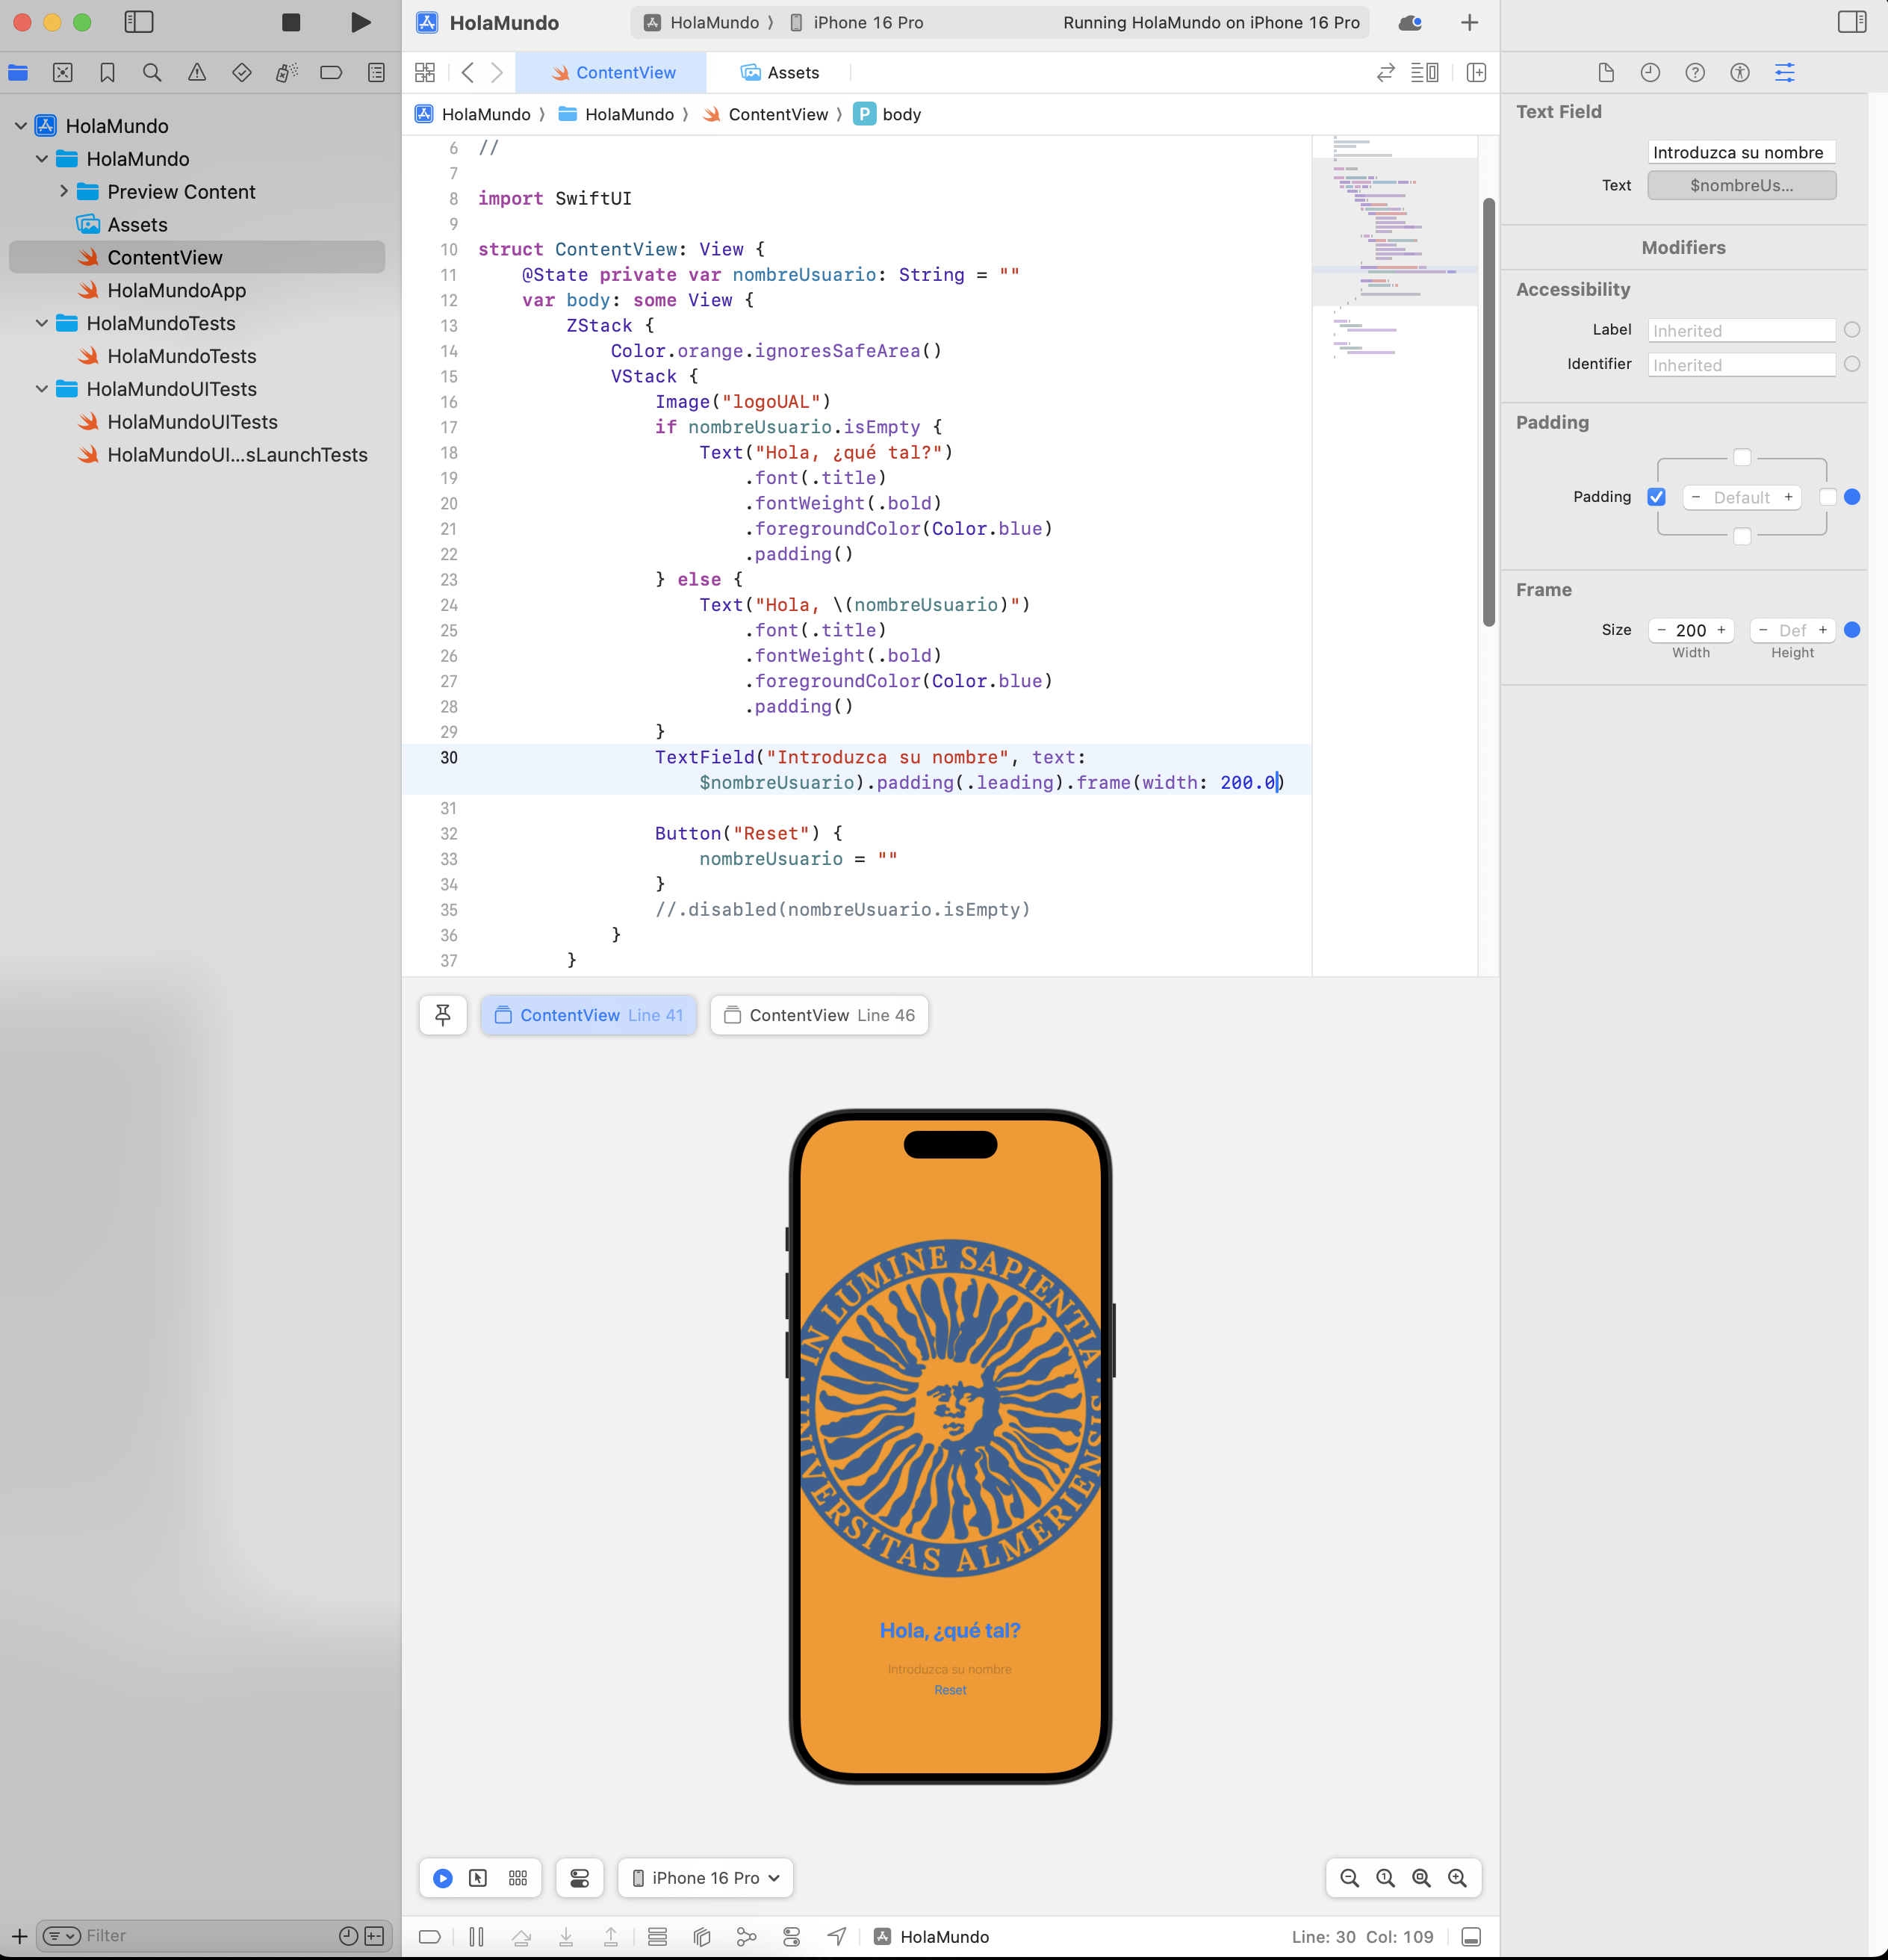 HolaMundo
HolaMundo 〉 iPhone 16 Pro
Running HolaMundo on iPhone 16 Pro
ContentView
Assets
HolaMundo 〉 HolaMundo 〉 ContentView 〉 P body
HolaMundo
HolaMundo
Preview Content
Assets
ContentView
HolaMundoApp
HolaMundoTests
HolaMundoTests
HolaMundoUITests
HolaMundoUITests
HolaMundoUI...sLaunchTests
Filter
6 //
7
8 import SwiftUI
9
10 struct ContentView: View {
11 @State private var nombreUsuario: String = ""
12 var body: some View {
13 ZStack {
14 Color.orange.ignoresSafeArea()
15 VStack {
16 Image("logoUAL")
17 if nombreUsuario.isEmpty {
18 Text("Hola, ¿qué tal?")
19 .font(.title)
20 .fontWeight(.bold)
21 .foregroundColor(Color.blue)
22 .padding()
23 } else {
24 Text("Hola, \(nombreUsuario)")
25 .font(.title)
26 .fontWeight(.bold)
27 .foregroundColor(Color.blue)
28 .padding()
29 }
30 TextField("Introduzca su nombre", text:
$nombreUsuario).padding(.leading).frame(width: 200.0)
31
32 Button("Reset") {
33 nombreUsuario = ""
34 }
35 //.disabled(nombreUsuario.isEmpty)
36 }
37 }
ContentView Line 41
ContentView Line 46
IN LUMINE SAPIENTIA
UNIVERSITAS ALMERIENSIS
Hola, ¿qué tal?
Introduzca su nombre
Reset
iPhone 16 Pro
HolaMundo
Line: 30 Col: 109
Text Field
Introduzca su nombre
Text $nombreUs...
Modifiers
Accessibility
Label Inherited
Identifier Inherited
Padding
Padding − Default +
Frame
Size − 200 + − Def +
Width Height